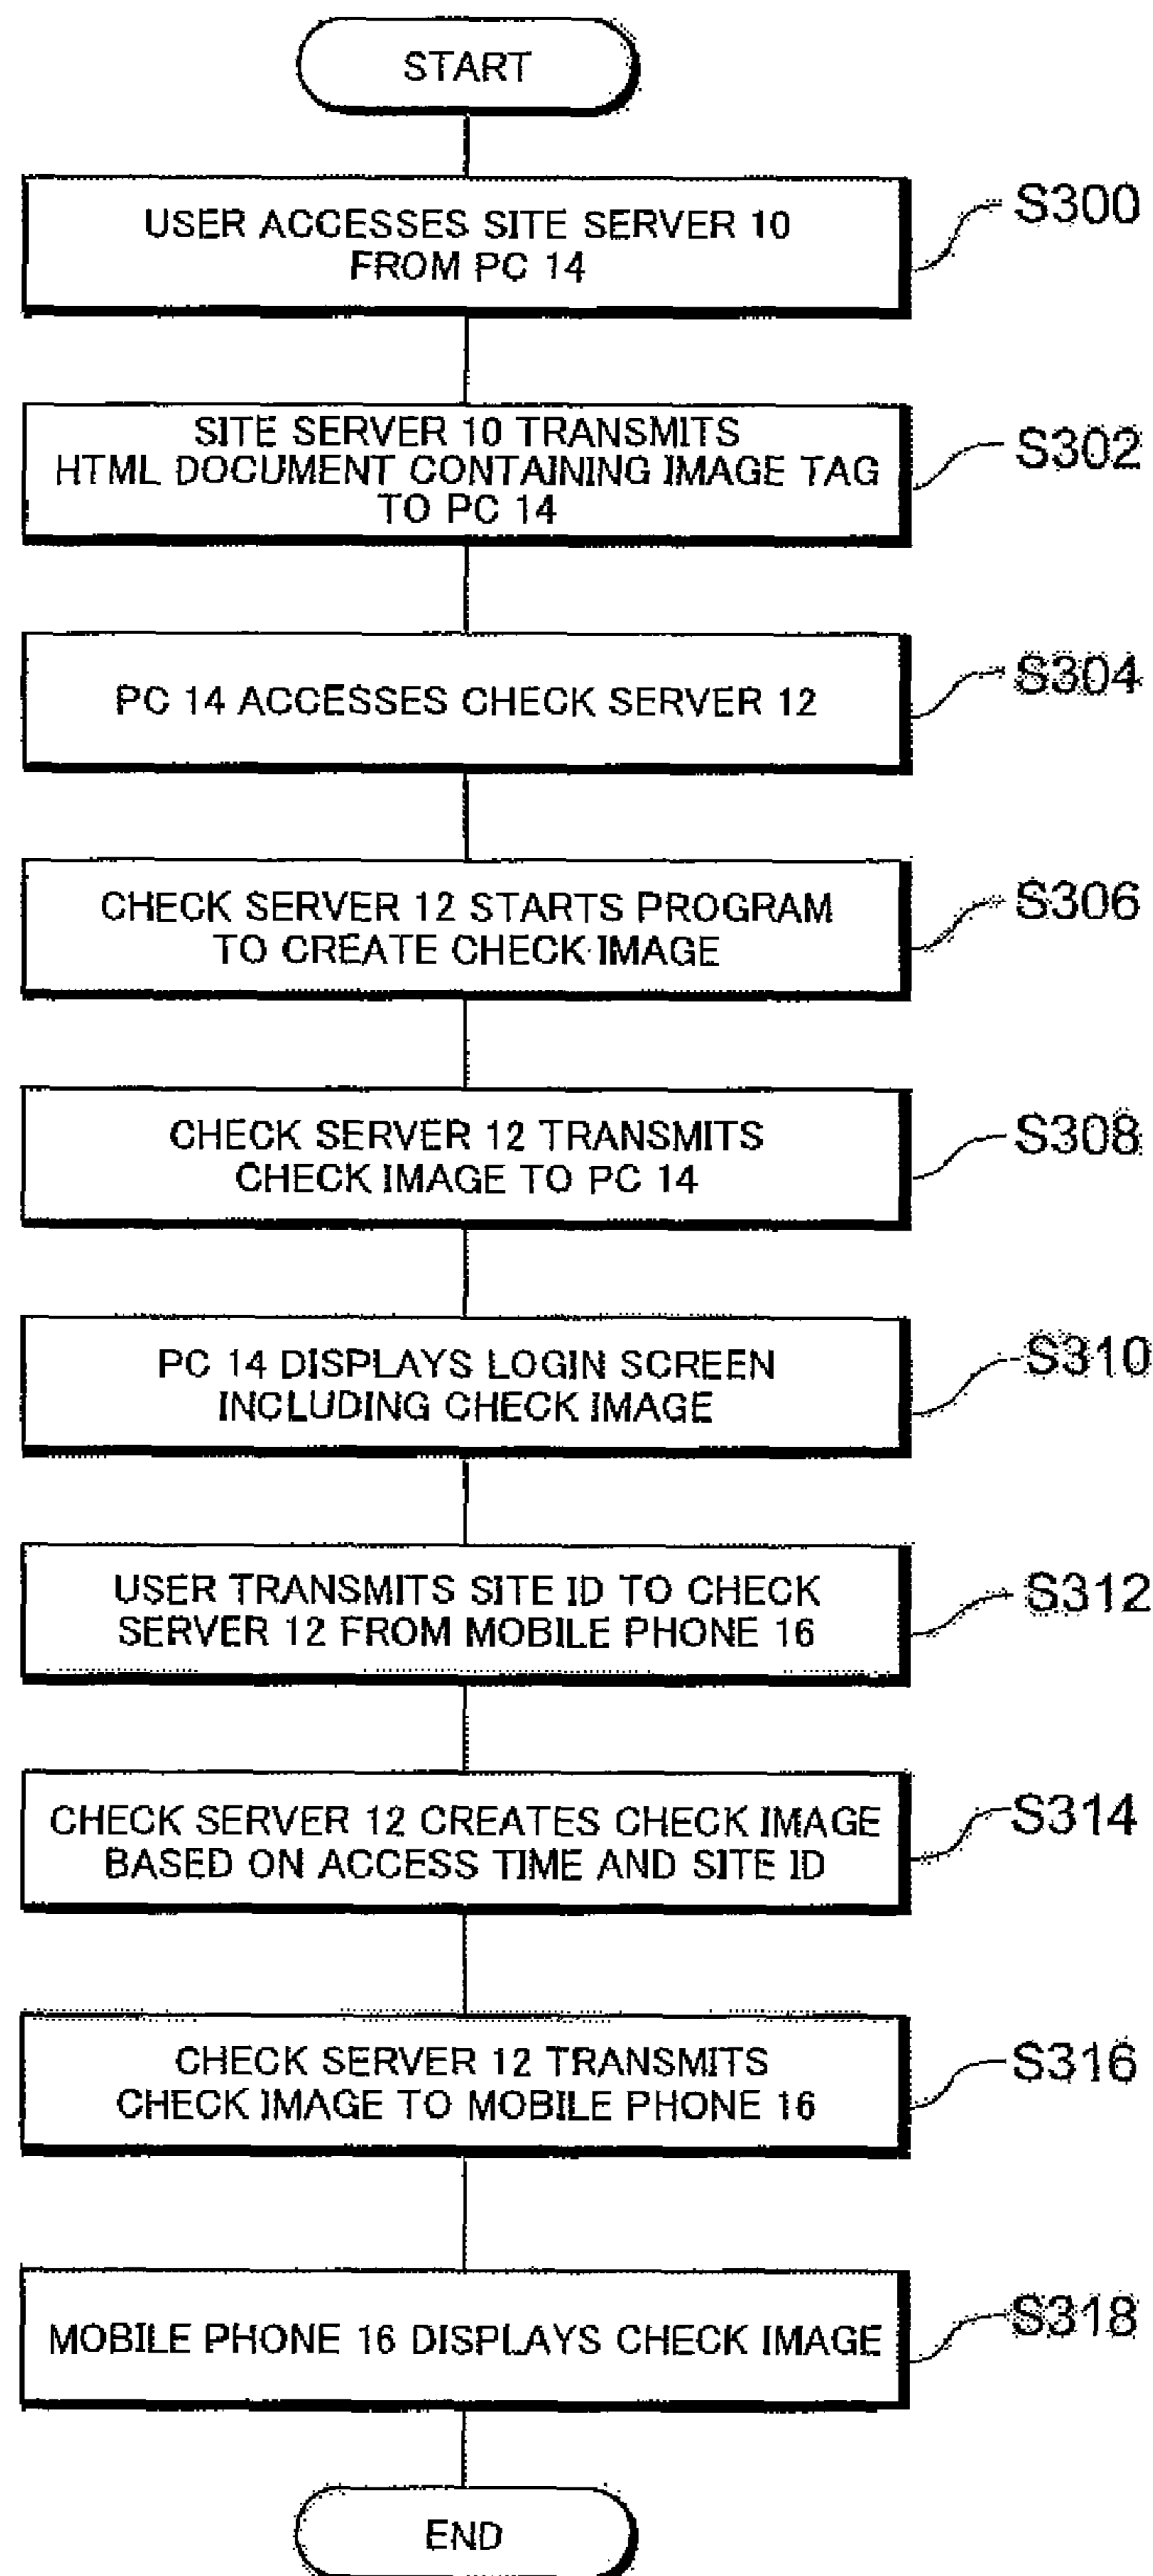 START
USER ACCESSES SITE SERVER 10
FROM PC 14
S300
SITE SERVER 10 TRANSMITS
HTML DOCUMENT CONTAINING IMAGE TAG
TO PC 14
S302
PC 14 ACCESSES CHECK SERVER 12
S304
CHECK SERVER 12 STARTS PROGRAM
TO CREATE CHECK IMAGE
S306
CHECK SERVER 12 TRANSMITS
CHECK IMAGE TO PC 14
S308
PC 14 DISPLAYS LOGIN SCREEN
INCLUDING CHECK IMAGE
S310
USER TRANSMITS SITE ID TO CHECK
SERVER 12 FROM MOBILE PHONE 16
S312
CHECK SERVER 12 CREATES CHECK IMAGE
BASED ON ACCESS TIME AND SITE ID
S314
CHECK SERVER 12 TRANSMITS
CHECK IMAGE TO MOBILE PHONE 16
S316
MOBILE PHONE 16 DISPLAYS CHECK IMAGE
S318
END